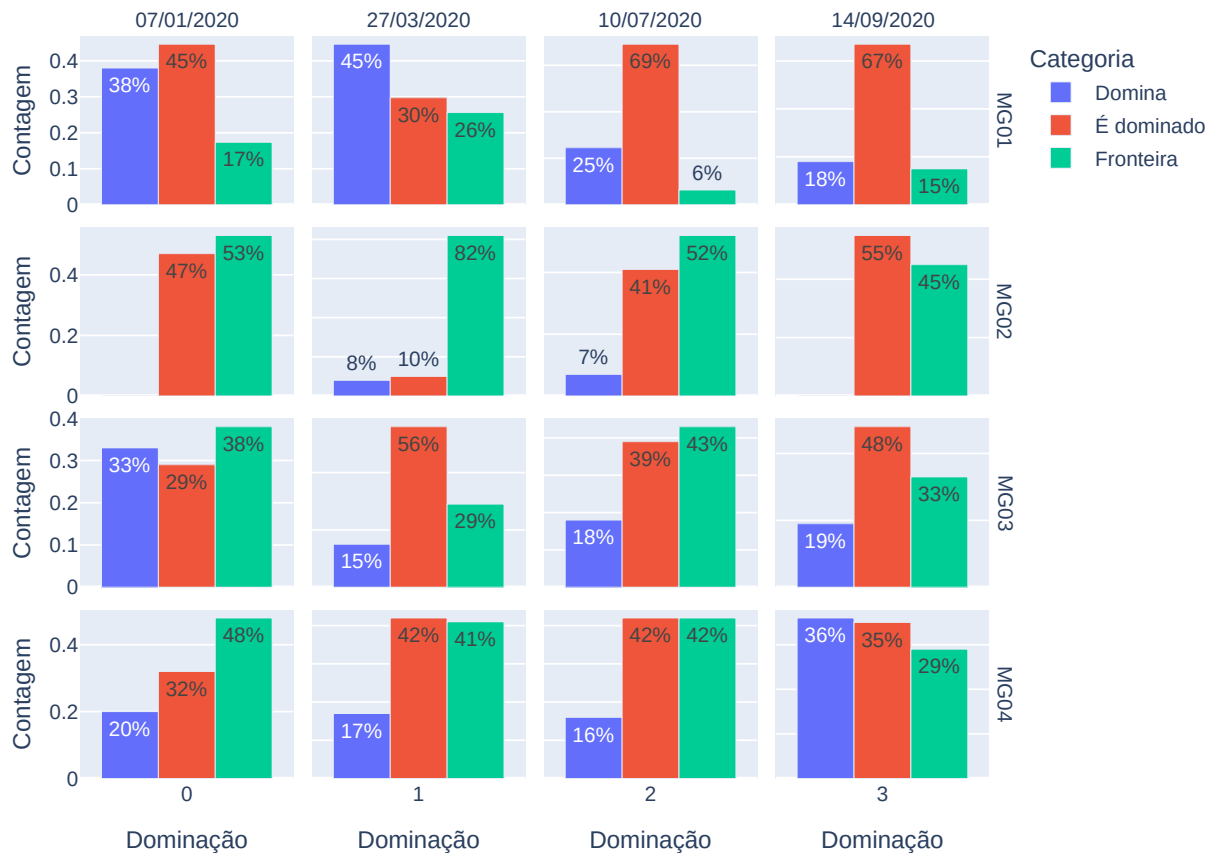 07/01/2020 27/03/2020 10/07/2020 14/09/2020
Categoria
Domina
É dominado
Fronteira
Contagem
0.4
0.3
0.2
0.1
0
38% 45% 17%
45% 30% 26%
25% 69% 6%
18% 67% 15%
MG01
Contagem
0.4
0.2
0
47% 53%
8% 10% 82%
7% 41% 52%
55% 45%
MG02
Contagem
0.4
0.3
0.2
0.1
0
33% 29% 38%
15% 56% 29%
18% 39% 43%
19% 48% 33%
MG03
Contagem
0.4
0.2
0
20% 32% 48%
17% 42% 41%
16% 42% 42%
36% 35% 29%
MG04
0 1 2 3
Dominação Dominação Dominação Dominação